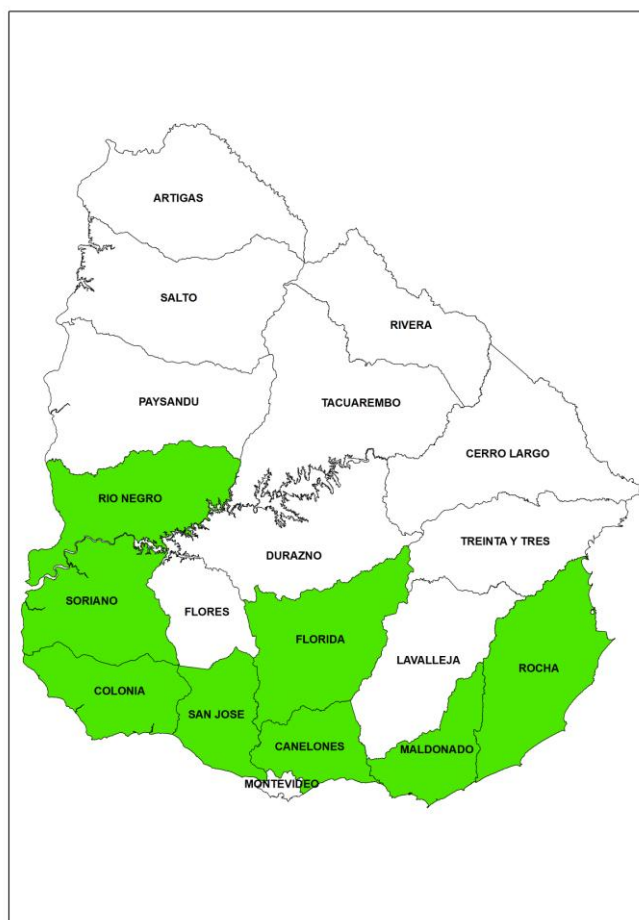 ARTIGAS
SALTO
RIVERA
PAYSANDU
TACUAREMBO
CERRO LARGO
RIO NEGRO
TREINTA Y TRES
DURAZNO
SORIANO
FLORES
FLORIDA
LAVALLEJA
ROCHA
COLONIA
SAN JOSE
CANELONES
MALDONADO
MONTEVIDEO